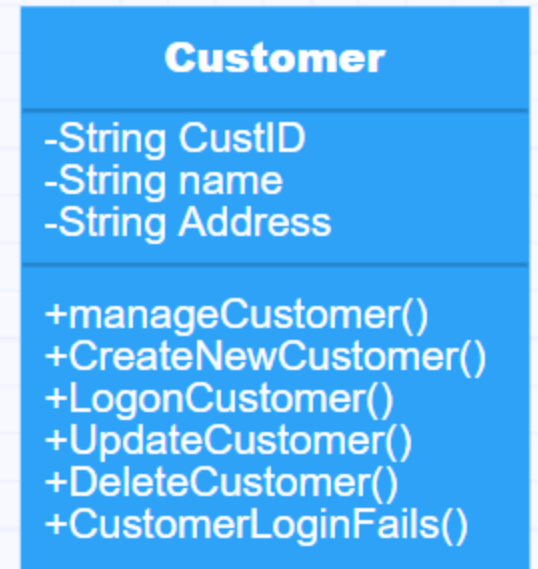 Customer
-String CustID
-String name
-String Address
+manageCustomer()
+CreateNewCustomer()
+LogonCustomer()
+UpdateCustomer()
+DeleteCustomer()
+CustomerLoginFails()